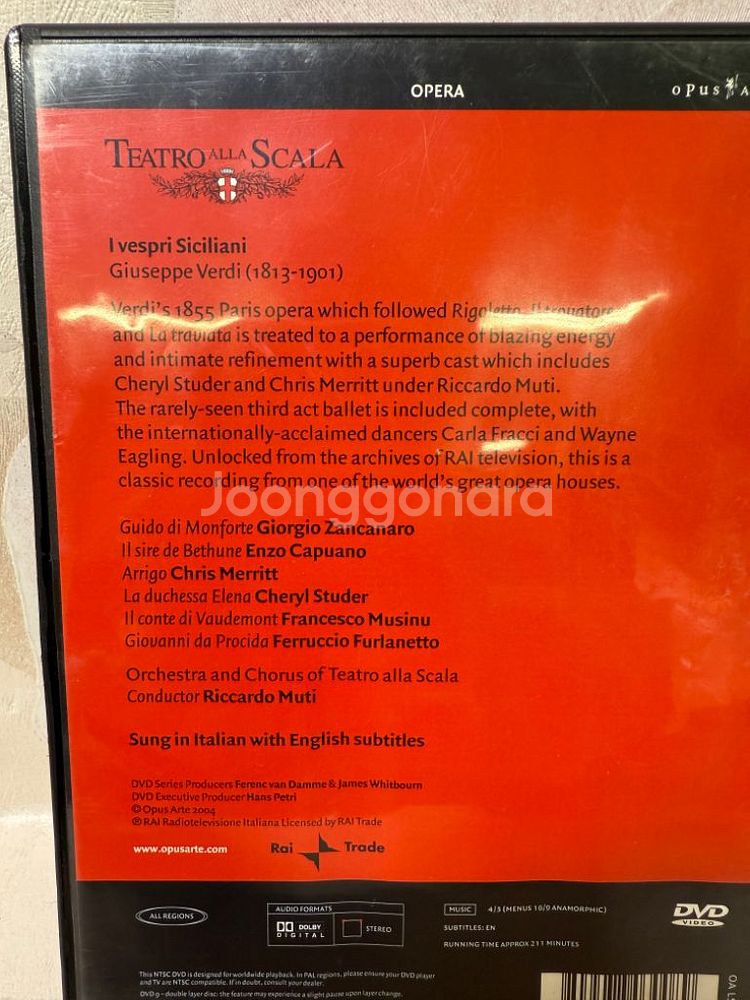 OPERA
OPUS A
TEATRO ALLA SCALA
I vespri Siciliani
Giuseppe Verdi (1813-1901)
Verdi's 1855 Paris opera which followed Rigoletto, Il trovatore
and La traviata is treated to a performance of blazing energy
and intimate refinement with a superb cast which includes
Cheryl Studer and Chris Merritt under Riccardo Muti.
The rarely-seen third act ballet is included complete, with
the internationally-acclaimed dancers Carla Fracci and Wayne
Eagling. Unlocked from the archives of RAI television, this is a
classic recording from one of the world's great opera houses.
Joonggonara
Guido di Monforte Giorgio Zancanaro
Il sire de Bethune Enzo Capuano
Arrigo Chris Merritt
La duchessa Elena Cheryl Studer
Il conte di Vaudemont Francesco Musinu
Giovanni da Procida Ferruccio Furlanetto
Orchestra and Chorus of Teatro alla Scala
Conductor Riccardo Muti
Sung in Italian with English subtitles
DVD Series Producers Ferenc van Damme & James Whitbourn
DVD Executive Producer Hans Petri
© Opus Arte 2004
® RAI Radiotelevisione Italiana Licensed by RAI Trade
www.opusarte.com
Rai Trade
ALL REGIONS
AUDIO FORMATS
DOLBY DIGITAL
STEREO
MUSIC 4/3 (MENUS 16/9 ANAMORPHIC)
SUBTITLES: EN
RUNNING TIME APPROX 211 MINUTES
DVD VIDEO
This NTSC DVD is designed for worldwide playback. In PAL regions, please ensure your DVD player
and TV are NTSC compatible. If in doubt, consult your dealer.
DVD 9 – double layer disc: the feature may experience a slight pause upon layer change.
OA L